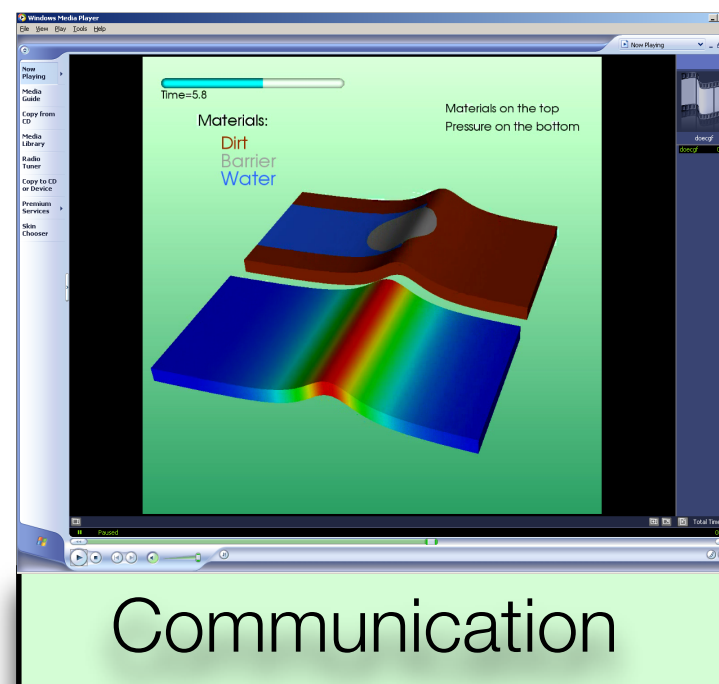 Windows Media Player
File View Play Tools Help
Now Playing
Now
Playing
Media
Guide
Copy from
CD
Media
Library
Radio
Tuner
Copy to CD
or Device
Premium
Services
Skin
Chooser
Time=5.8
Materials:
Dirt
Barrier
Water
Materials on the top
Pressure on the bottom
doecgf
doecgf
Total Time
Paused
Communication